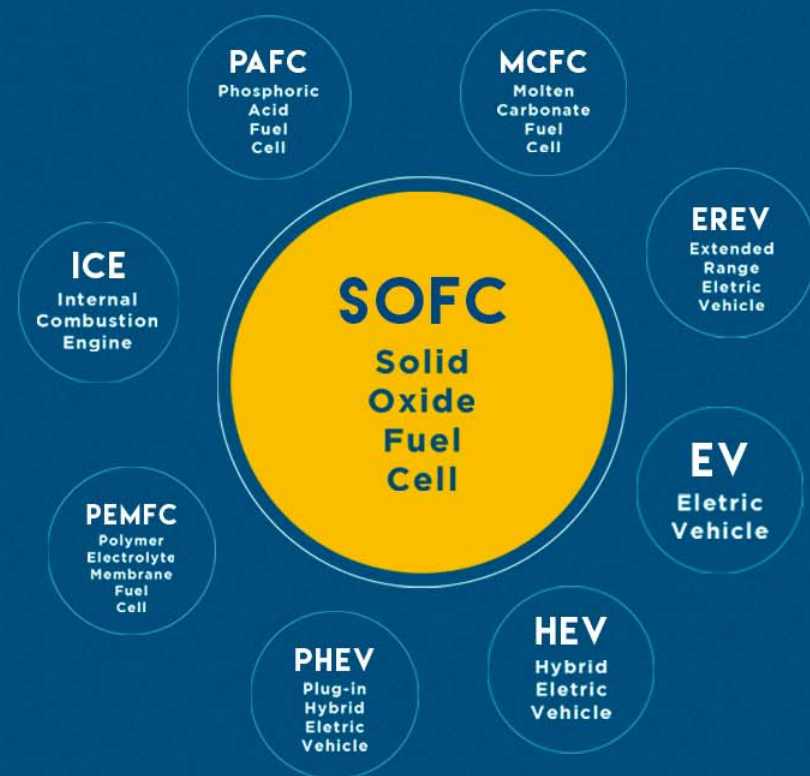 PAFC
Phosphoric
Acid
Fuel
Cell
MCFC
Molten
Carbonate
Fuel
Cell
EREV
Extended
Range
Eletric
Vehicle
ICE
Internal
Combustion
Engine
SOFC
Solid
Oxide
Fuel
Cell
EV
Eletric
Vehicle
PEMFC
Polymer
Electrolyte
Membrane
Fuel
Cell
HEV
Hybrid
Eletric
Vehicle
PHEV
Plug-in
Hybrid
Eletric
Vehicle